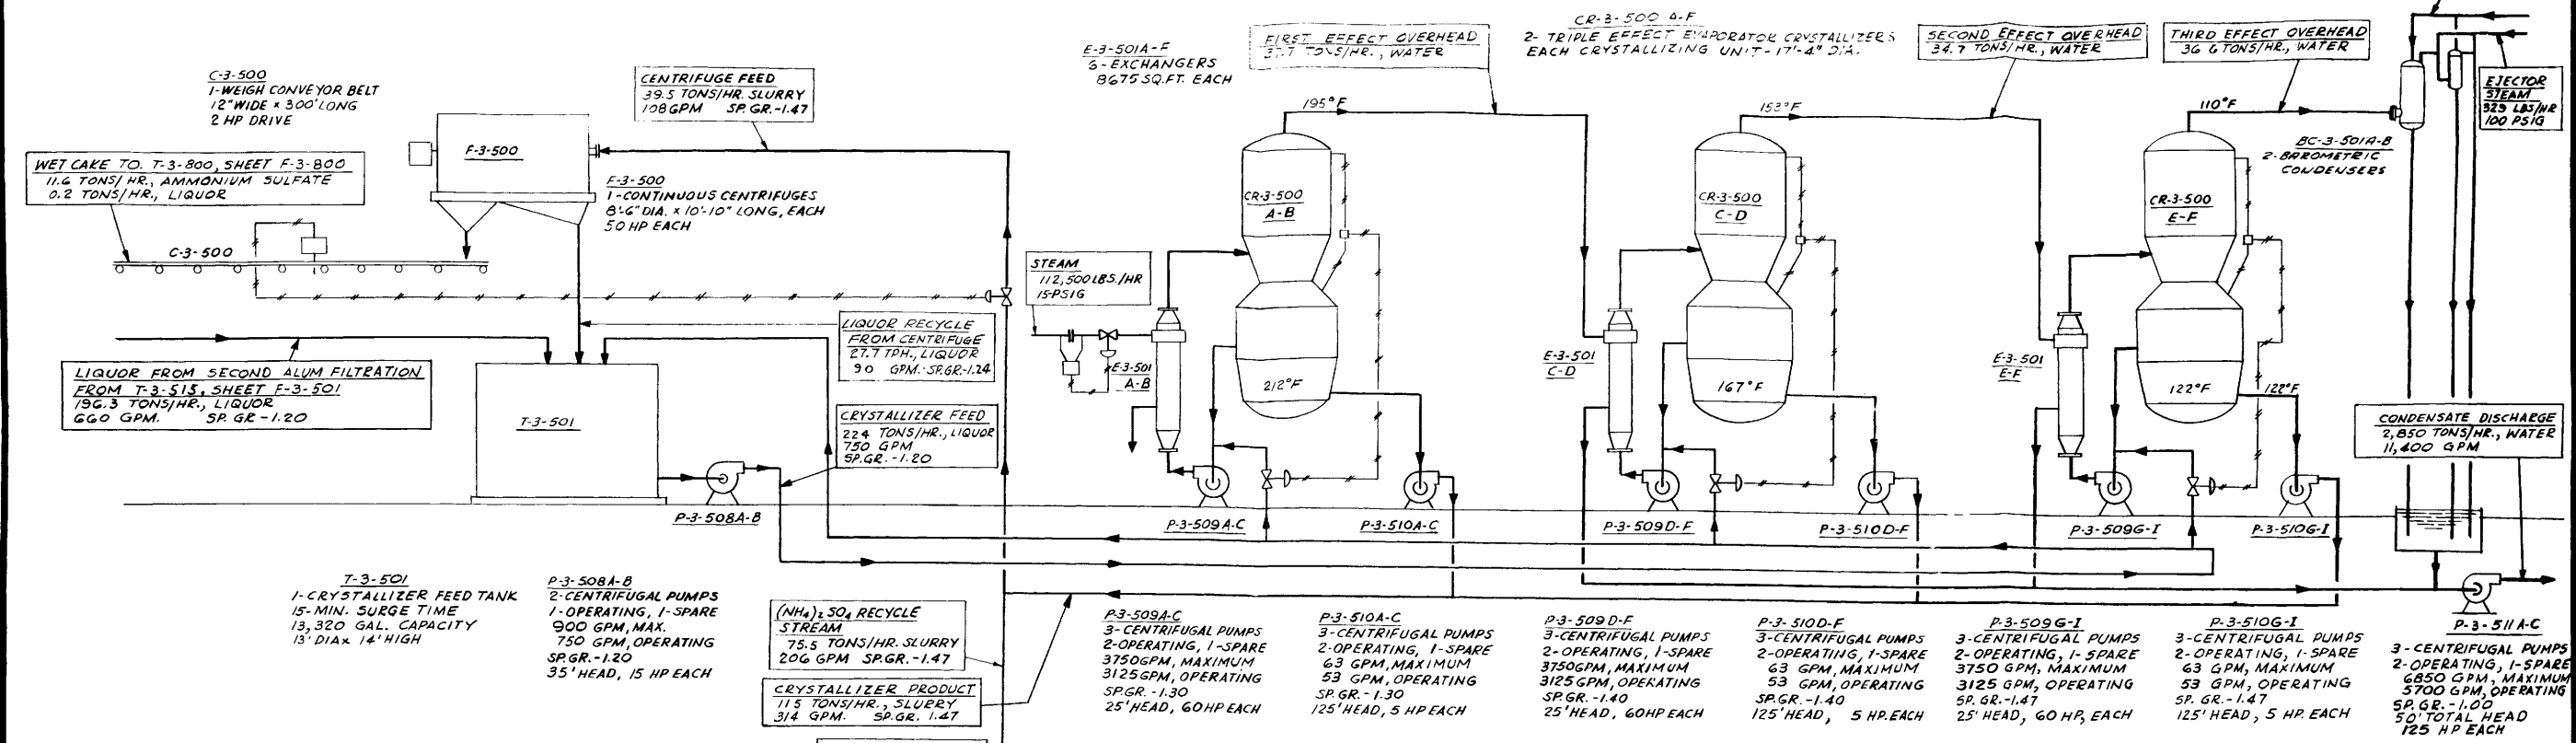 C-3-500
1-WEIGH CONVEYOR BELT
12"WIDE x 300'LONG
2 HP DRIVE
WET CAKE TO T-3-800, SHEET F-3-800
11.6 TONS/HR., AMMONIUM SULFATE
0.2 TONS/HR., LIQUOR
C-3-500
F-3-500
CENTRIFUGE FEED
39.5 TONS/HR. SLURRY
108 GPM SP.GR.-1.47
F-3-500
1-CONTINUOUS CENTRIFUGES
8'-6" DIA. x 10'-10" LONG, EACH
50 HP EACH
LIQUOR FROM SECOND ALUM FILTRATION
FROM T-3-515, SHEET F-3-501
196.3 TONS/HR., LIQUOR
660 GPM. SP. GR-1.20
LIQUOR RECYCLE
FROM CENTRIFUGE
27.7 TPH., LIQUOR
90 GPM.-SP.GR-1.24
CRYSTALLIZER FEED
224 TONS/HR., LIQUOR
750 GPM
SP.GR.-1.20
T-3-501
P-3-508A-B
T-3-501
1-CRYSTALLIZER FEED TANK
15-MIN. SURGE TIME
13,320 GAL. CAPACITY
13' DIA x 14' HIGH
P-3-508A-B
2-CENTRIFUGAL PUMPS
1-OPERATING, 1-SPARE
900 GPM, MAX.
750 GPM, OPERATING
SP.GR.-1.20
35' HEAD, 15 HP EACH
(NH4)2 SO4 RECYCLE
STREAM
75.5 TONS/HR. SLURRY
206 GPM SP.GR.-1.47
CRYSTALLIZER PRODUCT
115 TONS/HR., SLURRY
314 GPM. SP.GR. 1.47
E-3-501A-F
6-EXCHANGERS
8675 SQ.FT. EACH
FIRST EFFECT OVERHEAD
TONS/HR., WATER
CR-3-500 A-F
2-TRIPLE EFFECT EVAPORATOR CRYSTALLIZERS
EACH CRYSTALLIZING UNIT-17'-4" DIA.
SECOND EFFECT OVERHEAD
34.7 TONS/HR., WATER
THIRD EFFECT OVERHEAD
36.6 TONS/HR., WATER
EJECTOR
STEAM
329 LBS/HR
100 PSIG
BC-3-501A-B
2-BAROMETRIC
CONDENSERS
195°F
153°F
110°F
CR-3-500
A-B
CR-3-500
C-D
CR-3-500
E-F
STEAM
112,500 LBS./HR
15-PSIG
E-3-501
A-B
212°F
E-3-501
C-D
167°F
E-3-501
E-F
122°F
122°F
CONDENSATE DISCHARGE
2,850 TONS/HR., WATER
11,400 GPM
P-3-509A-C
P-3-510A-C
P-3-509D-F
P-3-510D-F
P-3-509G-I
P-3-510G-I
P-3-509A-C
3-CENTRIFUGAL PUMPS
2-OPERATING, 1-SPARE
3750GPM, MAXIMUM
3125 GPM, OPERATING
SP.GR.-1.30
25'HEAD, 60HP EACH
P-3-510A-C
3-CENTRIFUGAL PUMPS
2-OPERATING, 1-SPARE
63 GPM, MAXIMUM
53 GPM, OPERATING
SP.GR.-1.30
125'HEAD, 5 HP EACH
P-3-509D-F
3-CENTRIFUGAL PUMPS
2-OPERATING, 1-SPARE
3750GPM, MAXIMUM
3125 GPM, OPERATING
SP.GR.-1.40
25'HEAD, 60HP EACH
P-3-510D-F
3-CENTRIFUGAL PUMPS
2-OPERATING, 1-SPARE
63 GPM, MAXIMUM
53 GPM, OPERATING
SP.GR.-1.40
125'HEAD, 5 HP.EACH
P-3-509G-I
3-CENTRIFUGAL PUMPS
2-OPERATING, 1-SPARE
3750 GPM, MAXIMUM
3125 GPM, OPERATING
SP.GR.-1.47
25' HEAD, 60 HP, EACH
P-3-510G-I
3-CENTRIFUGAL PUMPS
2-OPERATING, 1-SPARE
63 GPM, MAXIMUM
53 GPM, OPERATING
SP. GR.-1.47
125' HEAD, 5 HP. EACH
P-3-511A-C
3-CENTRIFUGAL PUMPS
2-OPERATING, 1-SPARE
6850 GPM, MAXIMUM
5700 GPM, OPERATING
SP. GR.-1.00
50'TOTAL HEAD
125 HP EACH